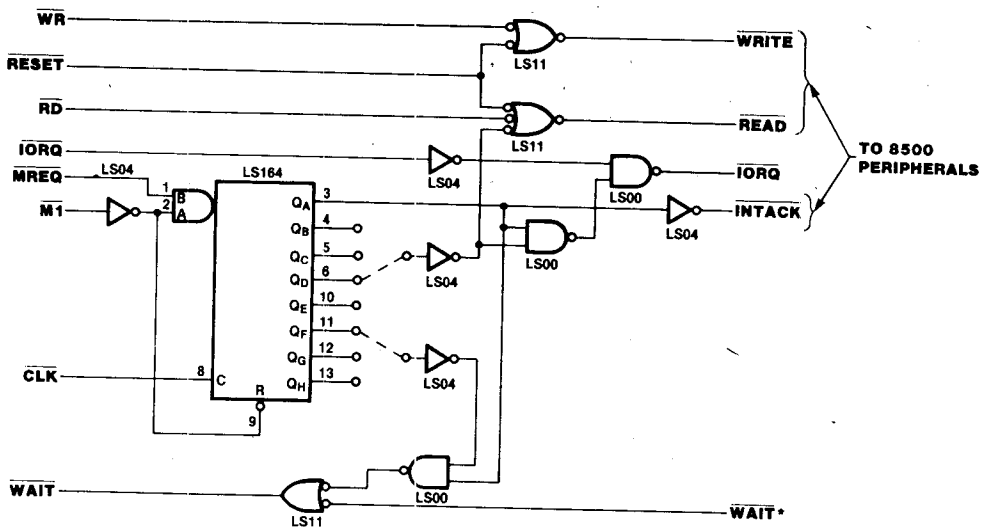 WR
WRITE
LS11
RESET
RD
READ
LS11
TO 8500
PERIPHERALS
IORQ
LS04
IORQ
LS00
MREQ
LS04
LS164
1
B
2
A
M1
QA
3
INTACK
LS04
QB
4
LS00
QC
5
QD
6
LS04
QE
10
QF
11
QG
12
LS04
QH
13
CLK
8
C
R
9
WAIT
LS11
LS00
WAIT*